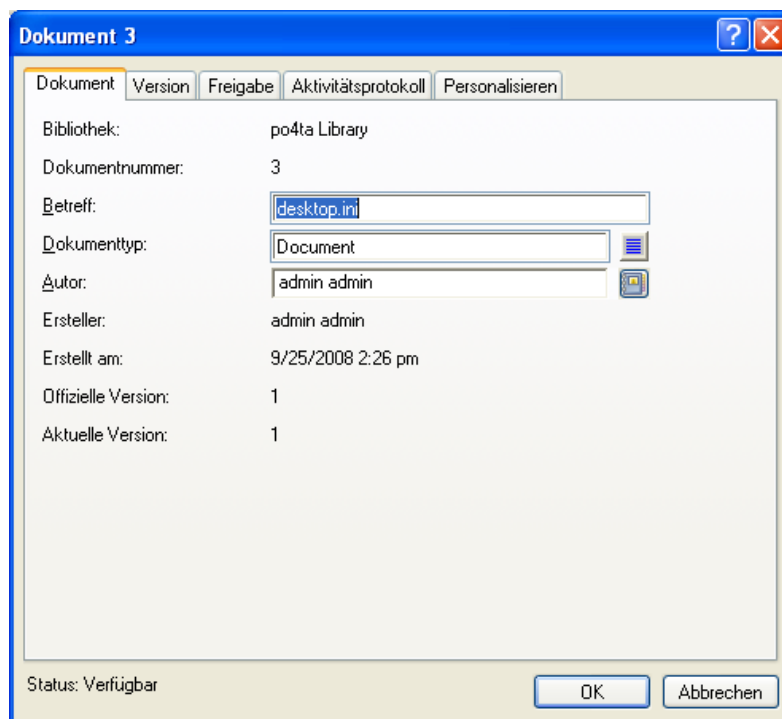 Dokument 3
Dokument Version Freigabe Aktivitätsprotokoll Personalisieren
Bibliothek: po4ta Library
Dokumentnummer: 3
Betreff: desktop.ini
Dokumenttyp: Document
Autor: admin admin
Ersteller: admin admin
Erstellt am: 9/25/2008 2:26 pm
Offizielle Version: 1
Aktuelle Version: 1
Status: Verfügbar OK Abbrechen